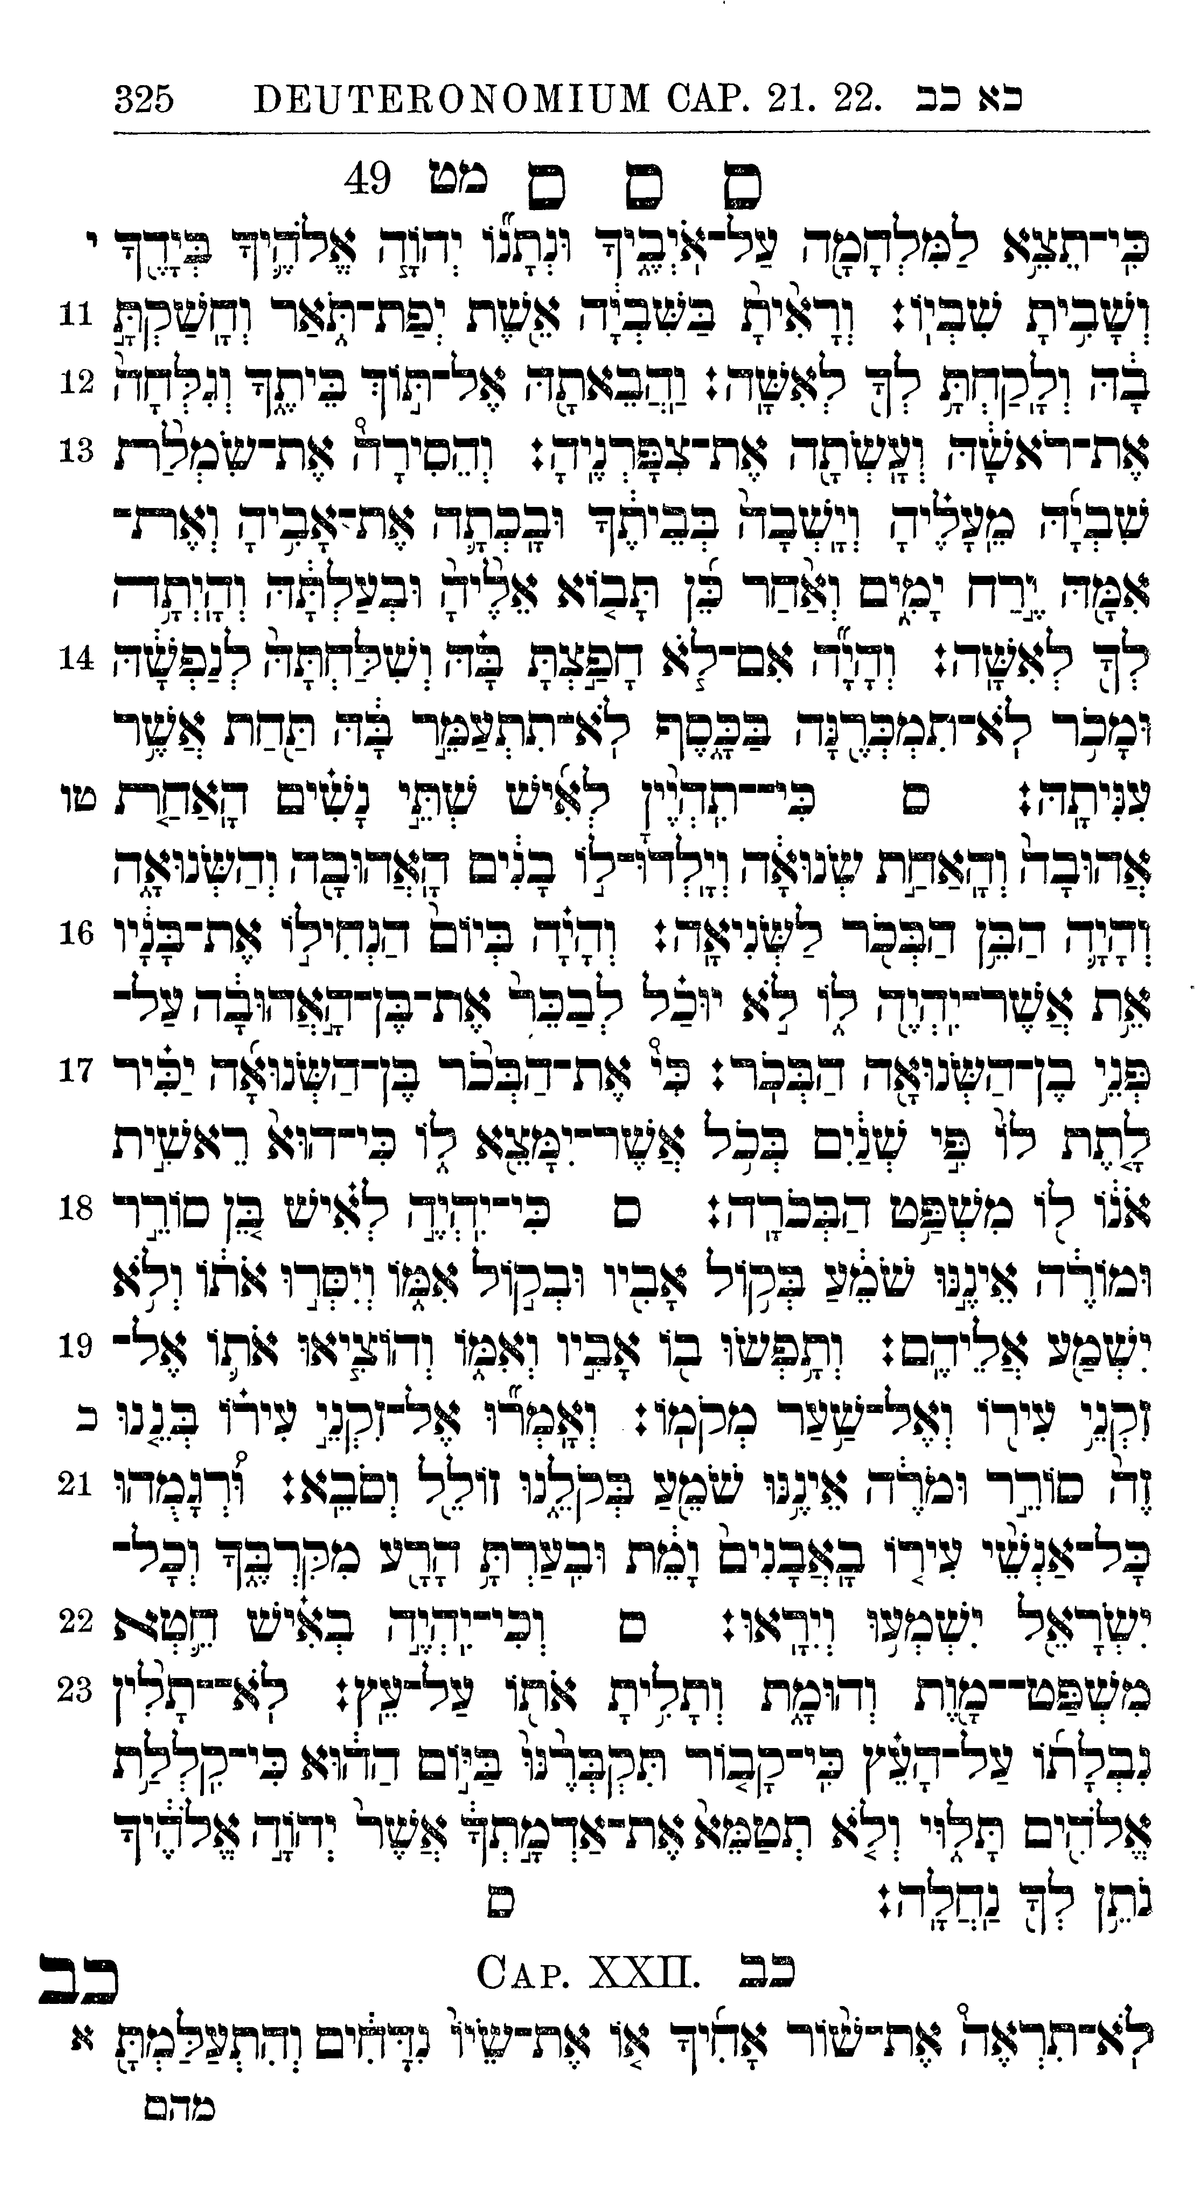 325 DEUTERONOMIUM CAP. 21. 22. כא כב
ס ס ס מט 49
כִּי־תֵצֵ֥א לַמִּלְחָמָ֖ה עַל־אֹיְבֶ֑יךָ וּנְתָנ֞וֹ יְהוָ֧ה אֱלֹהֶ֛יךָ בְּיָדֶ֖ךָ י
וְשָׁבִ֥יתָ שִׁבְיֽוֹ׃ וְרָאִ֙יתָ֙ בַּשִּׁבְיָ֔ה אֵ֖שֶׁת יְפַת־תֹּ֑אַר וְחָשַׁקְתָּ֣ 11
בָ֔הּ וְלָקַחְתָּ֥ לְךָ֖ לְאִשָּֽׁה׃ וַֽהֲבֵאתָ֖הּ אֶל־תּ֣וֹךְ בֵּיתֶ֑ךָ וְגִלְּחָה֙ 12
אֶת־רֹאשָׁ֔הּ וְעָשְׂתָ֖ה אֶת־צִפָּרְנֶֽיהָ׃ וְהֵסִ֩ירָה֩ אֶת־שִׂמְלַ֨ת 13
שִׁבְיָ֜הּ מֵֽעָלֶ֗יהָ וְיָֽשְׁבָה֙ בְּבֵיתֶ֔ךָ וּבָֽכְתָ֛ה אֶת־אָבִ֥יהָ וְאֶת־
אִמָּ֖הּ יֶ֣רַח יָמִ֑ים וְאַ֨חַר כֵּ֜ן תָּב֤וֹא אֵלֶ֙יהָ֙ וּבְעַלְתָּ֔הּ וְהָֽיְתָ֥ה
לְךָ֖ לְאִשָּֽׁה׃ וְהָיָ֞ה אִם־לֹ֧א חָפַ֣צְתָּ בָּ֗הּ וְשִׁלַּחְתָּהּ֙ לְנַפְשָׁ֔הּ 14
וּמָכֹ֥ר לֹֽא־תִמְכְּרֶ֖נָּה בַּכָּ֑סֶף לֹֽא־תִתְעַמֵּ֣ר בָּ֔הּ תַּ֖חַת אֲשֶׁ֥ר
עִנִּיתָֽהּ׃ ס כִּֽי־תִֽהְיֶ֨יןָ לְאִ֜ישׁ שְׁתֵּ֣י נָשִׁ֗ים הָֽאַחַ֤ת טו
אֲהוּבָה֙ וְהָֽאַחַ֣ת שְׂנוּאָ֔ה וְיָֽלְדוּ־ל֣וֹ בָנִ֔ים הָֽאֲהוּבָ֖ה וְהַשְּׂנוּאָ֑ה
וְהָיָ֛ה הַבֵּ֥ן הַבְּכֹ֖ר לַשְּׂנִיאָֽה׃ וְהָיָ֗ה בְּיוֹם֙ הַנְחִיל֣וֹ אֶת־בָּנָ֔יו 16
אֵ֥ת אֲשֶׁר־יִֽהְיֶ֖ה ל֑וֹ לֹ֣א יוּכַ֗ל לְבַכֵּר֙ אֶת־בֶּן־הָ֣אֲהוּבָ֔ה עַל־
פְּנֵ֥י בֶן־הַשְּׂנוּאָ֖ה הַבְּכֹֽר׃ כִּי֩ אֶת־הַבְּכֹ֨ר בֶּן־הַשְּׂנוּאָ֜ה יַכִּ֗יר 17
לָ֤תֶת לוֹ֙ פִּ֣י שְׁנַ֔יִם בְּכֹ֥ל אֲשֶׁר־יִמָּצֵ֖א ל֑וֹ כִּי־הוּא֙ רֵאשִׁ֣ית
אֹנ֔וֹ ל֖וֹ מִשְׁפַּ֥ט הַבְּכֹרָֽה׃ ס כִּֽי־יִהְיֶ֣ה לְאִ֗ישׁ בֵּ֚ן סוֹרֵ֣ר 18
וּמוֹרֶ֔ה אֵינֶ֣נּוּ שֹׁמֵ֔עַ בְּק֥וֹל אָבִ֖יו וּבְק֣וֹל אִמּ֑וֹ וְיִסְּר֣וּ אֹת֔וֹ וְלֹ֥א
יִשְׁמַ֖ע אֲלֵיהֶֽם׃ וְתָ֥פְשׂוּ ב֖וֹ אָבִ֣יו וְאִמּ֑וֹ וְהוֹצִ֧יאוּ אֹת֛וֹ אֶל־ 19
זִקְנֵ֥י עִיר֖וֹ וְאֶל־שַׁ֥עַר מְקֹמֽוֹ׃ וְאָֽמְר֞וּ אֶל־זִקְנֵ֣י עִיר֗וֹ בְּנֵ֤נוּ כ
זֶה֙ סוֹרֵ֣ר וּמֹרֶ֔ה אֵינֶ֥נּוּ שֹׁמֵ֖עַ בְּקֹלֵ֑נוּ זוֹלֵ֖ל וְסֹבֵֽא׃ וּ֠רְגָמֻהוּ 21
כָּל־אַנְשֵׁ֨י עִיר֤וֹ בָֽאֲבָנִים֙ וָמֵ֔ת וּבִֽעַרְתָּ֥ הָרָ֖ע מִקִּרְבֶּ֑ךָ וְכָל־
יִשְׂרָאֵ֖ל יִשְׁמְע֥וּ וְיִרָֽאוּ׃ ס וְכִי־יִֽהְיֶ֣ה בְאִ֗ישׁ חֵ֛טְא 22
מִשְׁפַּט־מָ֖וֶת וְהוּמָ֑ת וְתָלִ֥יתָ אֹת֖וֹ עַל־עֵֽץ׃ לֹֽא־תָלִ֨ין 23
נִבְלָת֜וֹ עַל־הָעֵ֗ץ כִּֽי־קָב֤וֹר תִּקְבְּרֶ֙נּוּ֙ בַּיּ֣וֹם הַה֔וּא כִּֽי־קִלְלַ֥ת
אֱלֹהִ֖ים תָּל֑וּי וְלֹ֤א תְטַמֵּא֙ אֶת־אַדְמָ֣תְךָ֔ אֲשֶׁר֙ יְהוָ֣ה אֱלֹהֶ֔יךָ
נֹתֵ֥ן לְךָ֖ נַחֲלָֽה׃ ס
כב CAP. XXII. כב
לֹֽא־תִרְאֶה֩ אֶת־שׁ֨וֹר אָחִ֜יךָ א֤וֹ אֶת־שֵׂיוֹ֙ נִדָּחִ֔ים וְהִתְעַלַּמְתָּ֖ א
מהם